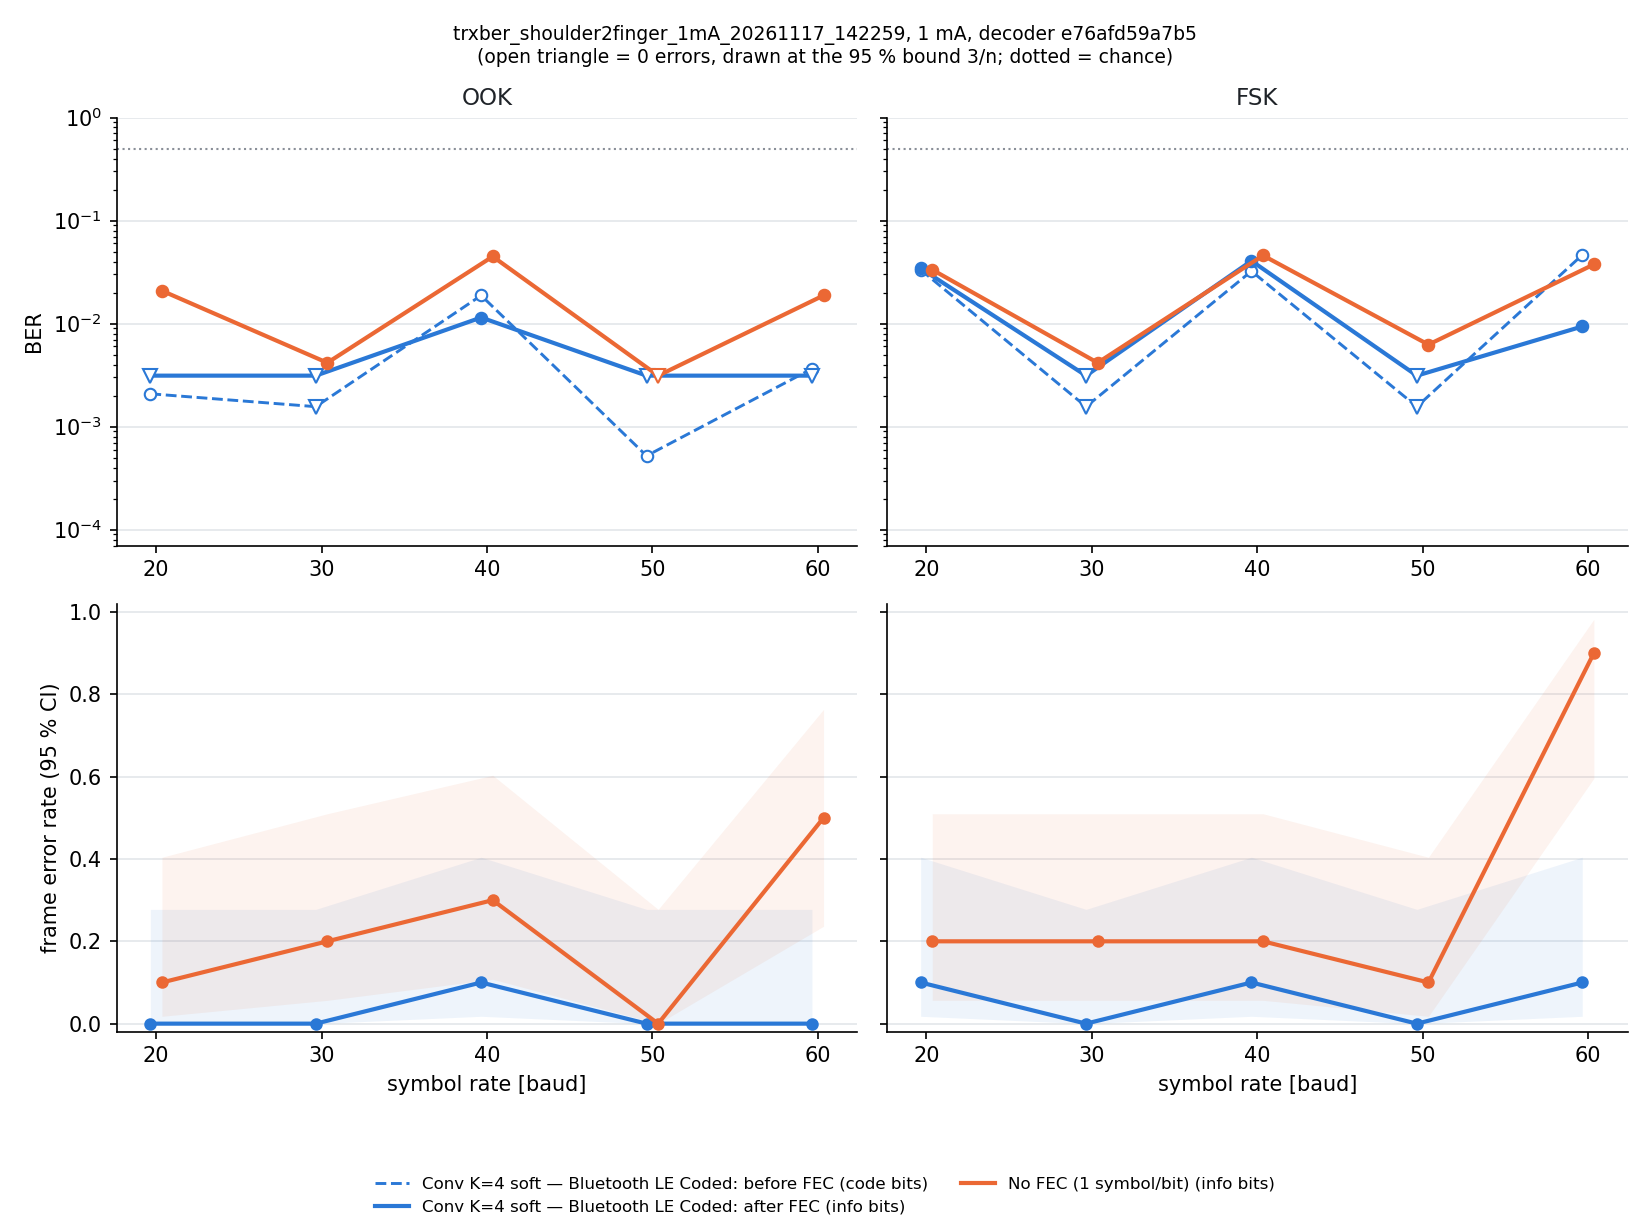 trxber_shoulder2finger_1mA_20261117_142259, 1 mA, decoder e76afd59a7b5
(open triangle = 0 errors, drawn at the 95 % bound 3/n; dotted = chance)
OOK
FSK
BER
10⁰
10⁻¹
10⁻²
10⁻³
10⁻⁴
20 30 40 50 60
20 30 40 50 60
frame error rate (95 % CI)
1.0
0.8
0.6
0.4
0.2
0.0
20 30 40 50 60
20 30 40 50 60
symbol rate [baud]
symbol rate [baud]
Conv K=4 soft — Bluetooth LE Coded: before FEC (code bits)
Conv K=4 soft — Bluetooth LE Coded: after FEC (info bits)
No FEC (1 symbol/bit) (info bits)